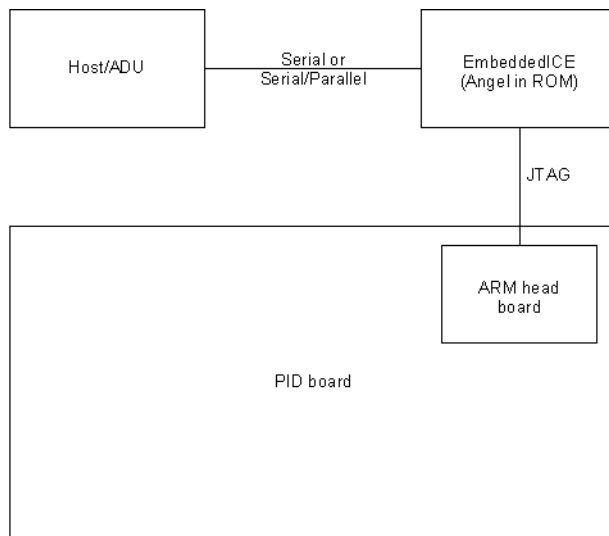 Host/ADU
Serial or
Serial/Parallel
EmbeddedICE
(Angel in ROM)
JTAG
ARM head
board
PID board